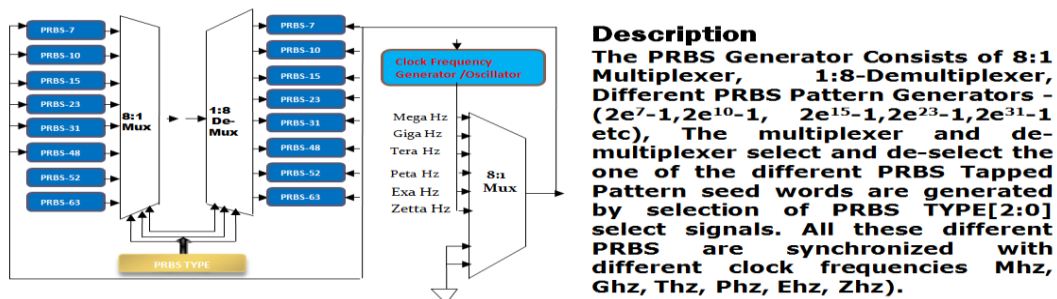 PRBS-7
PRBS-10
PRBS-15
PRBS-23
PRBS-31
PRBS-48
PRBS-52
PRBS-63
8:1
Mux
1:8
De-
Mux
PRBS-7
PRBS-10
PRBS-15
PRBS-23
PRBS-31
PRBS-48
PRBS-52
PRBS-63
PRBS TYPE
Clock Frequency
Generator /Oscillator
Mega Hz
Giga Hz
Tera Hz
Peta Hz
Exa Hz
Zetta Hz
8:1
Mux
Description
The PRBS Generator Consists of 8:1
Multiplexer, 1:8-Demultiplexer,
Different PRBS Pattern Generators -
(2e⁷-1,2e¹⁰-1, 2e¹⁵-1,2e²³-1,2e³¹-1
etc), The multiplexer and de-
multiplexer select and de-select the
one of the different PRBS Tapped
Pattern seed words are generated
by selection of PRBS TYPE[2:0]
select signals. All these different
PRBS are synchronized with
different clock frequencies Mhz,
Ghz, Thz, Phz, Ehz, Zhz).